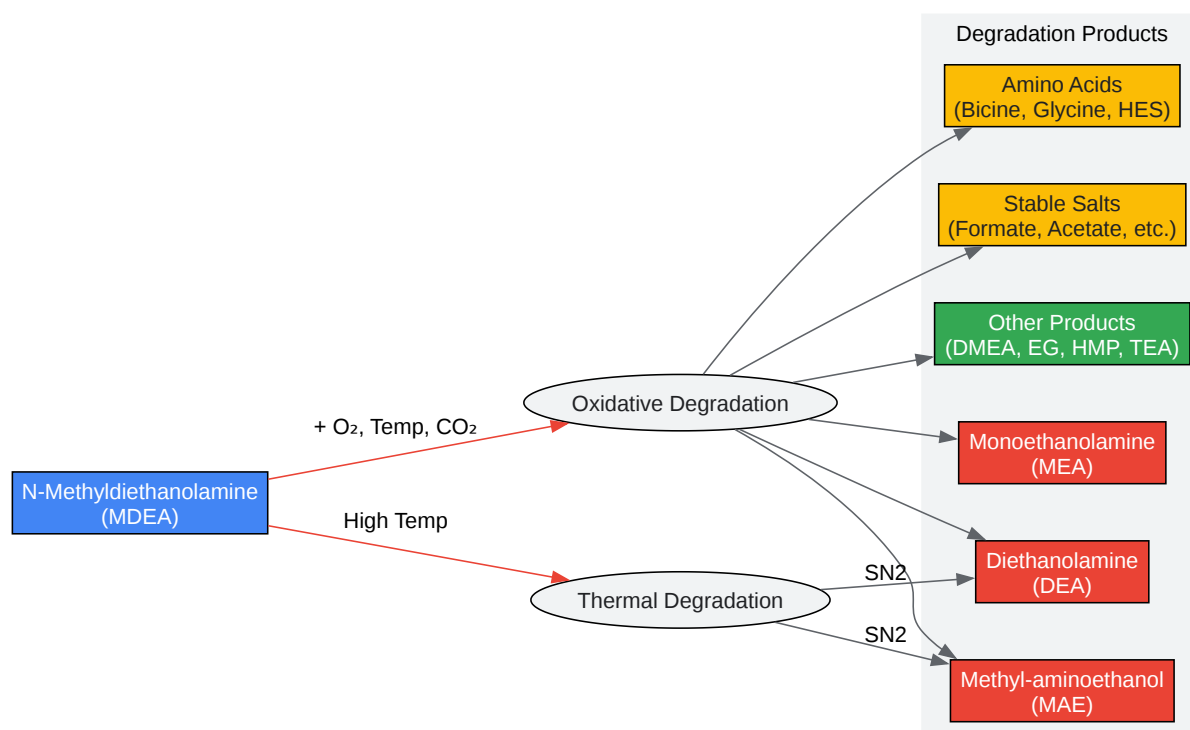 Degradation Products
Amino Acids
(Bicine, Glycine, HES)
Stable Salts
(Formate, Acetate, etc.)
Other Products
(DMEA, EG, HMP, TEA)
Oxidative Degradation
+ O₂, Temp, CO₂
Monoethanolamine
(MEA)
N-Methyldiethanolamine
(MDEA)
High Temp
Diethanolamine
(DEA)
SN2
Thermal Degradation
SN2
Methyl-aminoethanol
(MAE)